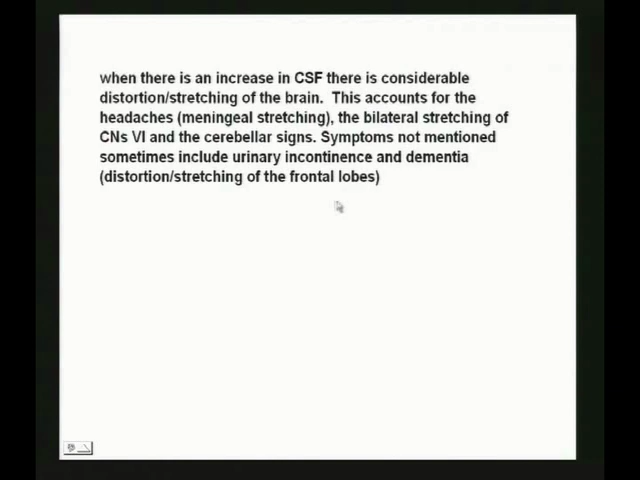 when there is an increase in CSF there is considerable
distortion/stretching of the brain.  This accounts for the
headaches (meningeal stretching), the bilateral stretching of
CNs VI and the cerebellar signs. Symptoms not mentioned
sometimes include urinary incontinence and dementia
(distortion/stretching of the frontal lobes)